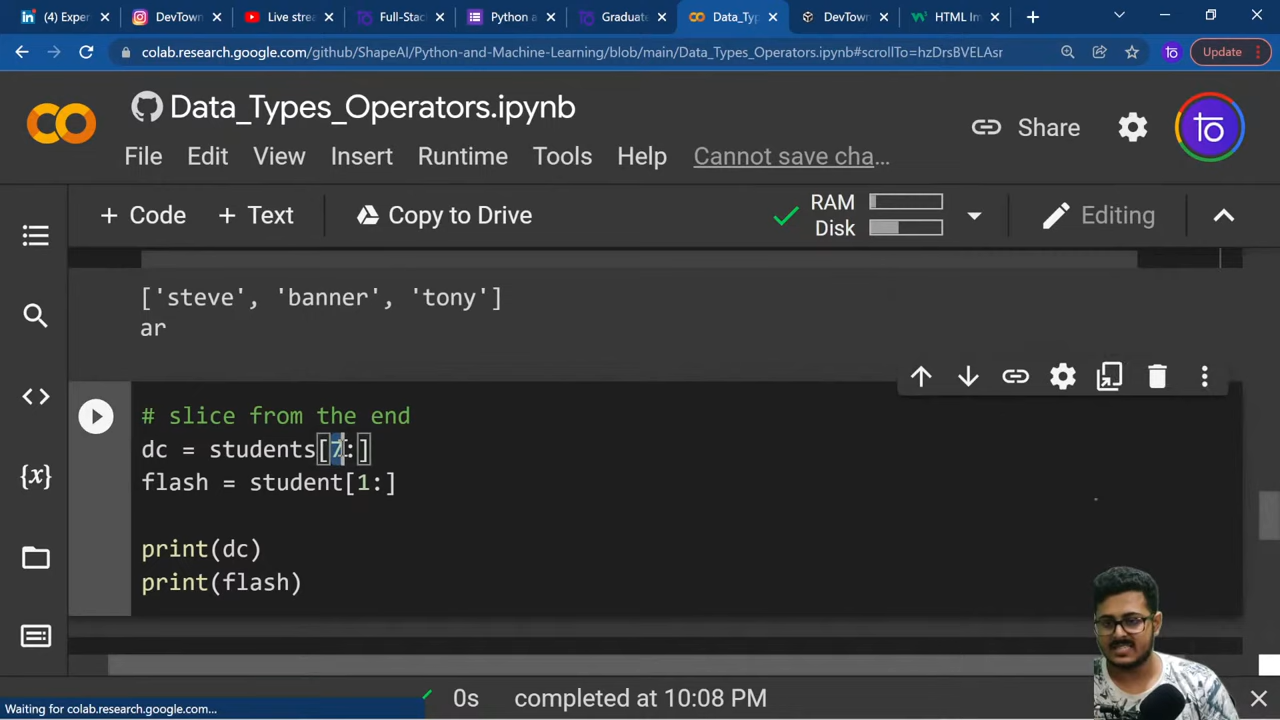 (4) Exper
DevTown
Live stre
Full-Stac
Python a
Graduate
Data_Typ
DevTown
HTML In
colab.research.google.com/github/ShapeAI/Python-and-Machine-Learning/blob/main/Data_Types_Operators.ipynb#scrollTo=hzDrsBVELAsr
Update
Data_Types_Operators.ipynb
Share
File Edit View Insert Runtime Tools Help Cannot save cha...
+ Code + Text Copy to Drive
RAM
Disk
Editing
['steve', 'banner', 'tony']
ar
# slice from the end
dc = students[7:]
flash = student[1:]
print(dc)
print(flash)
0s completed at 10:08 PM
Waiting for colab.research.google.com...